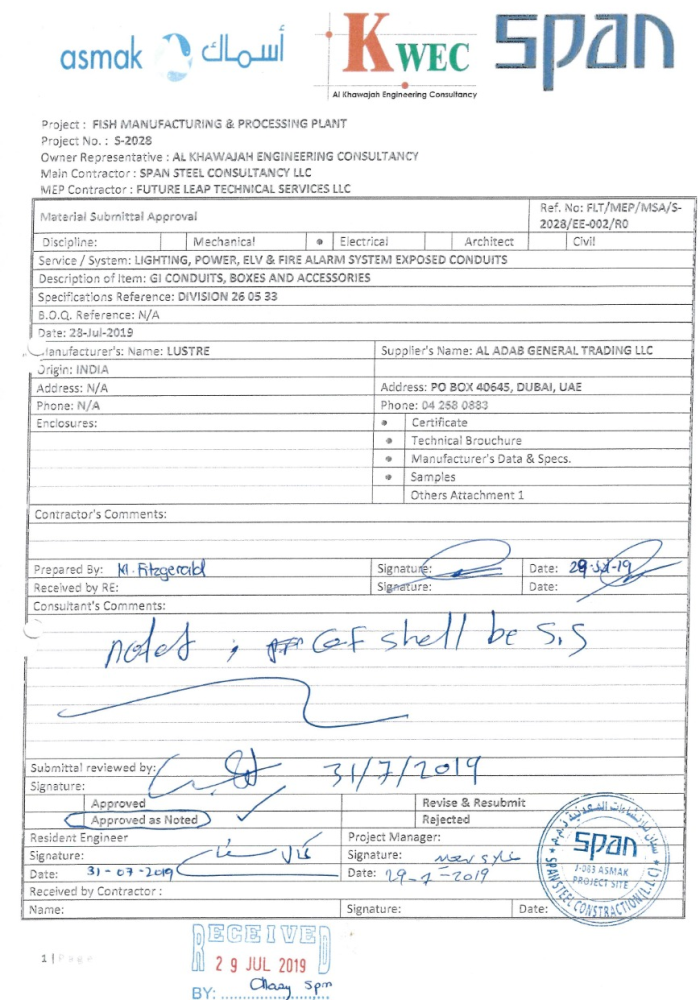 asmak أسماك
KWEC
Al Khawajah Engineering Consultancy
span
Project : FISH MANUFACTURING & PROCESSING PLANT
Project No. : S-2028
Owner Representative : AL KHAWAJAH ENGINEERING CONSULTANCY
Main Contractor : SPAN STEEL CONSULTANCY LLC
MEP Contractor : FUTURE LEAP TECHNICAL SERVICES LLC
Material Submittal Approval
Ref. No: FLT/MEP/MSA/S-
2028/EE-002/R0
Discipline: Mechanical • Electrical Architect Civil
Service / System: LIGHTING, POWER, ELV & FIRE ALARM SYSTEM EXPOSED CONDUITS
Description of Item: GI CONDUITS, BOXES AND ACCESSORIES
Specifications Reference: DIVISION 26 05 33
B.O.Q. Reference: N/A
Date: 28-Jul-2019
Manufacturer's: Name: LUSTRE Supplier's Name: AL ADAB GENERAL TRADING LLC
Origin: INDIA
Address: N/A Address: PO BOX 40645, DUBAI, UAE
Phone: N/A Phone: 04 258 0883
Enclosures: • Certificate
• Technical Brouchure
• Manufacturer's Data & Specs.
• Samples
Others Attachment 1
Contractor's Comments:
Prepared By: M. Fitzgerald Signature: Date: 29-Jul-19
Received by RE: Signature: Date:
Consultant's Comments:
noted ; shall be S.S
Submittal reviewed by: 31/7/2019
Signature:
Approved Revise & Resubmit
Approved as Noted ✓ Rejected
Resident Engineer Project Manager:
Signature: Signature:
Date: 31-07-2019 Date: 29-7-2019
Received by Contractor :
Name: Signature: Date:
span
J-083 ASMAK
PROJECT SITE
SPAN STEEL CONSTRACTION (L.L.C)
1 | Page
RECEIVED
29 JUL 2019
BY: